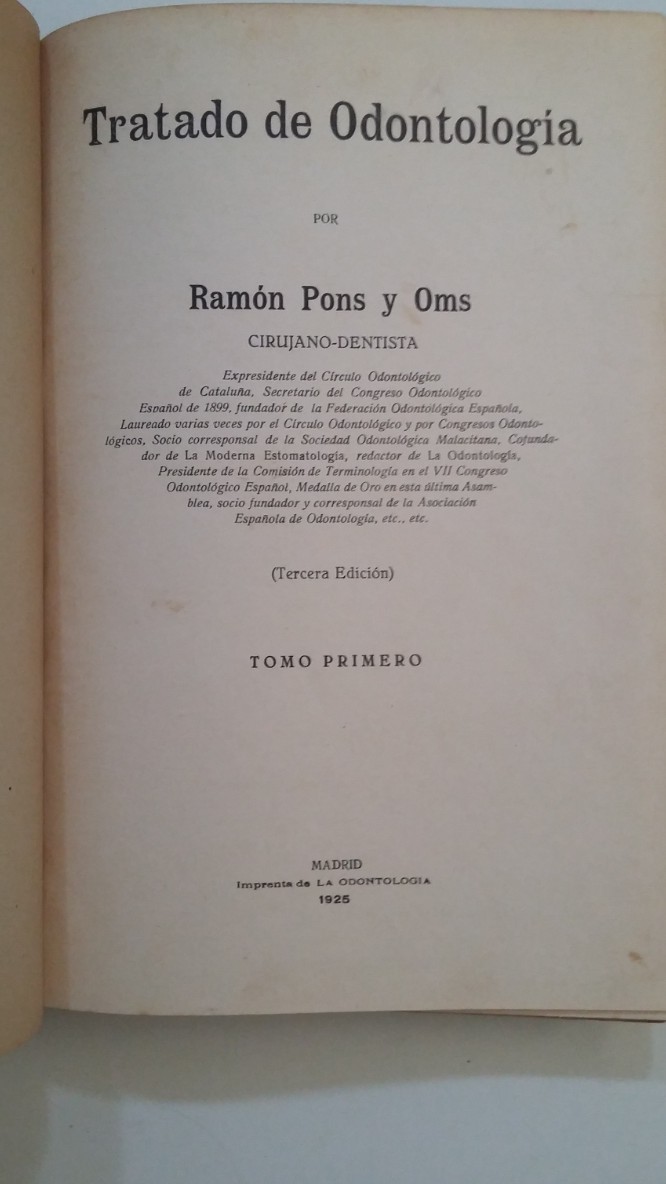 Tratado de Odontología
POR
Ramón Pons y Oms
CIRUJANO-DENTISTA
Expresidente del Círculo Odontológico
de Cataluña, Secretario del Congreso Odontológico
Español de 1899, fundador de la Federación Odontológica Española,
Laureado varias veces por el Círculo Odontológico y por Congresos Odonto-
lógicos, Socio corresponsal de la Sociedad Odontológica Malacitana, Cofunda-
dor de La Moderna Estomatología, redactor de La Odontología,
Presidente de la Comisión de Terminología en el VII Congreso
Odontológico Español, Medalla de Oro en esta última Asam-
blea, socio fundador y corresponsal de la Asociación
Española de Odontología, etc., etc.
(Tercera Edición)
TOMO PRIMERO
MADRID
Imprenta de LA ODONTOLOGIA
1925